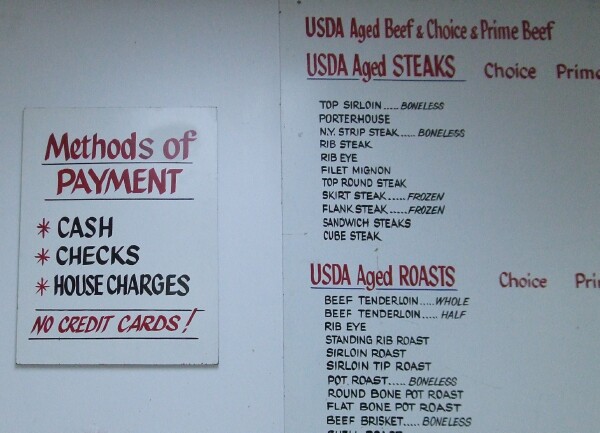 Methods of
PAYMENT
* CASH
* CHECKS
* HOUSE CHARGES
NO CREDIT CARDS!
USDA Aged Beef & Choice & Prime Beef
USDA Aged STEAKS Choice Prime
TOP SIRLOIN..... BONELESS
PORTERHOUSE
N.Y. STRIP STEAK..... BONELESS
RIB STEAK
RIB EYE
FILET MIGNON
TOP ROUND STEAK
SKIRT STEAK.....FROZEN
FLANK STEAK.....FROZEN
SANDWICH STEAKS
CUBE STEAK
USDA Aged ROASTS Choice Pri
BEEF TENDERLOIN.....WHOLE
BEEF TENDERLOIN..... HALF
RIB EYE
STANDING RIB ROAST
SIRLOIN ROAST
SIRLOIN TIP ROAST
POT ROAST..... BONELESS
ROUND BONE POT ROAST
FLAT BONE POT ROAST
BEEF BRISKET.....BONELESS